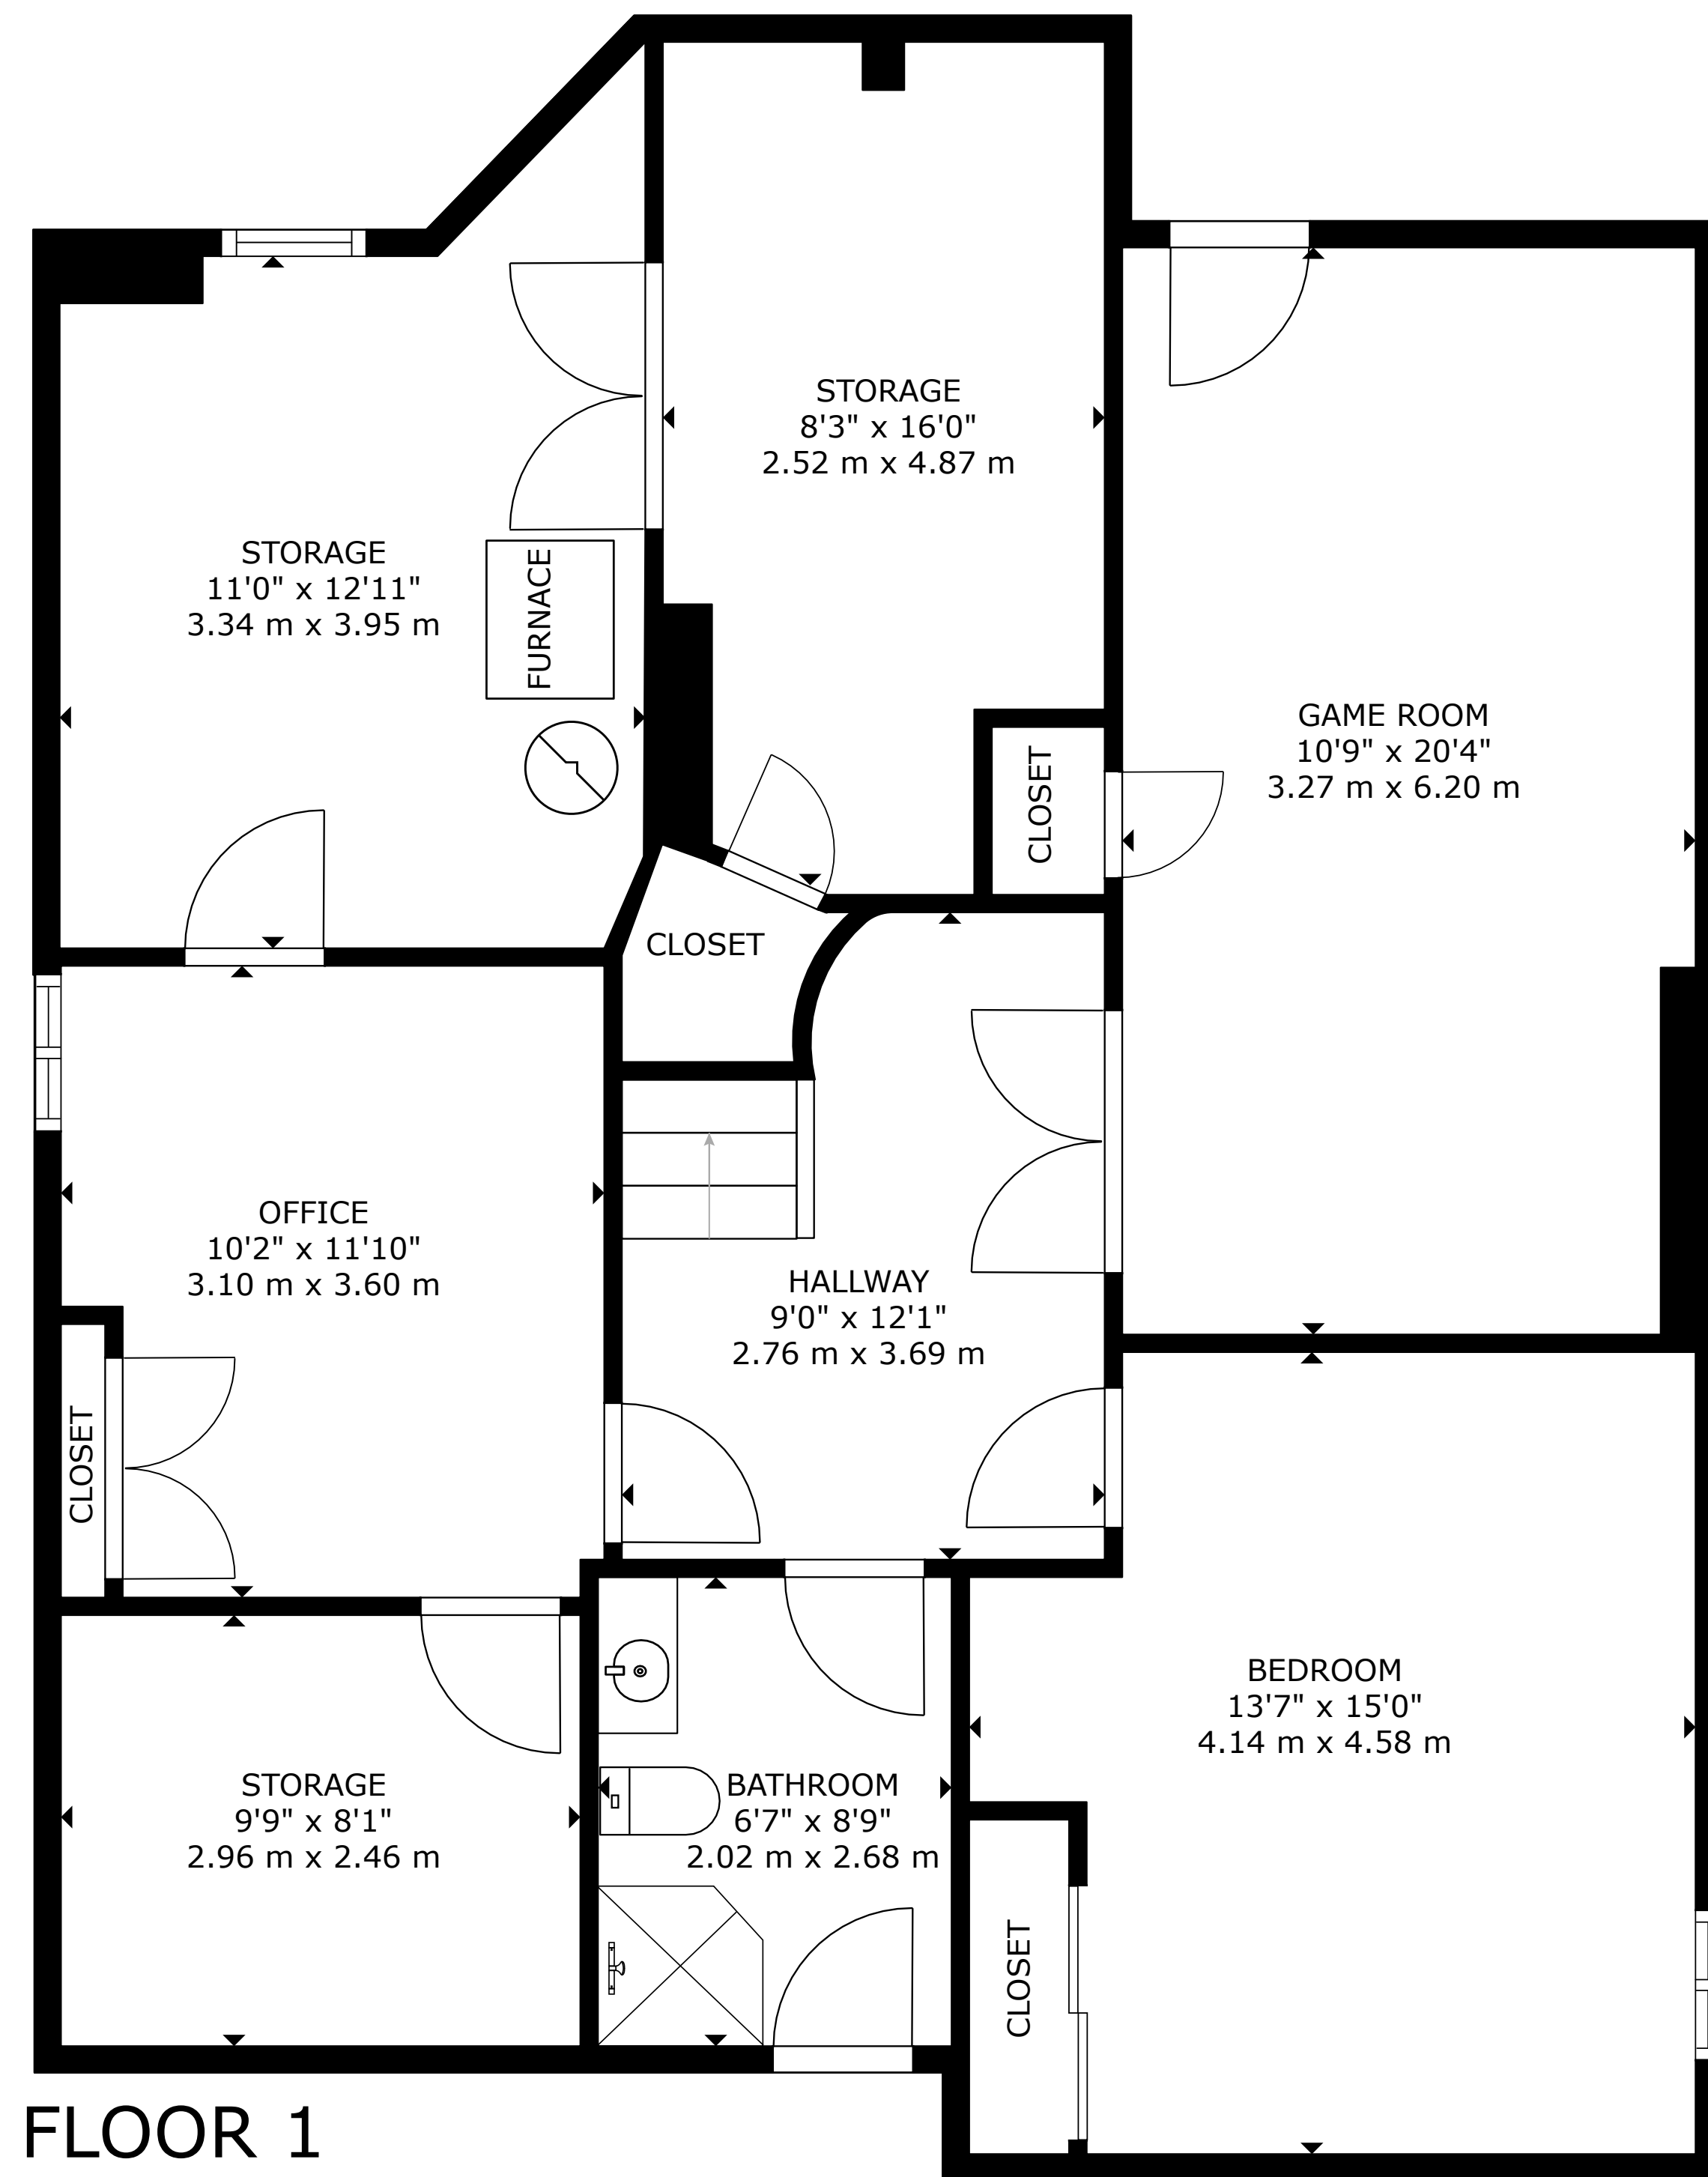 STORAGE
8'3" x 16'0"
2.52 m x 4.87 m
STORAGE
11'0" x 12'11"
3.34 m x 3.95 m
FURNACE
GAME ROOM
10'9" x 20'4"
3.27 m x 6.20 m
CLOSET
CLOSET
OFFICE
10'2" x 11'10"
3.10 m x 3.60 m
HALLWAY
9'0" x 12'1"
2.76 m x 3.69 m
CLOSET
BEDROOM
13'7" x 15'0"
4.14 m x 4.58 m
STORAGE
9'9" x 8'1"
2.96 m x 2.46 m
BATHROOM
6'7" x 8'9"
2.02 m x 2.68 m
CLOSET
FLOOR 1